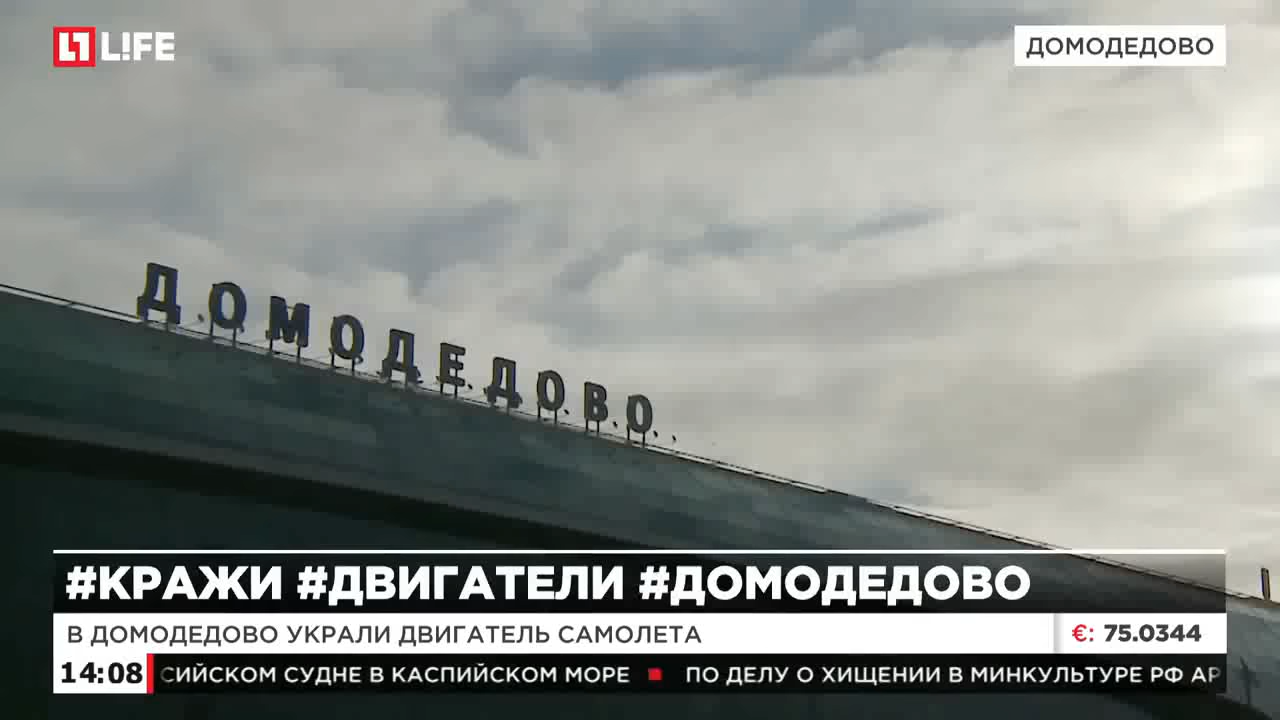 L!FE
ДОМОДЕДОВО
ДОМОДЕДОВО
#КРАЖИ #ДВИГАТЕЛИ #ДОМОДЕДОВО
В ДОМОДЕДОВО УКРАЛИ ДВИГАТЕЛЬ САМОЛЕТА
€: 75.0344
14:08
СИЙСКОМ СУДНЕ В КАСПИЙСКОМ МОРЕ ■ ПО ДЕЛУ О ХИЩЕНИИ В МИНКУЛЬТУРЕ РФ АР